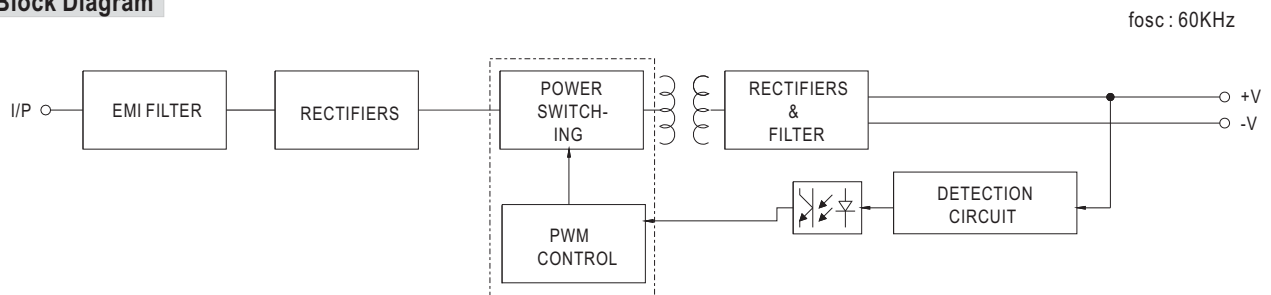 Block Diagram
fosc : 60KHz
I/P
EMI FILTER
RECTIFIERS
POWER
SWITCH-
ING
RECTIFIERS
&
FILTER
+V
-V
DETECTION
CIRCUIT
PWM
CONTROL